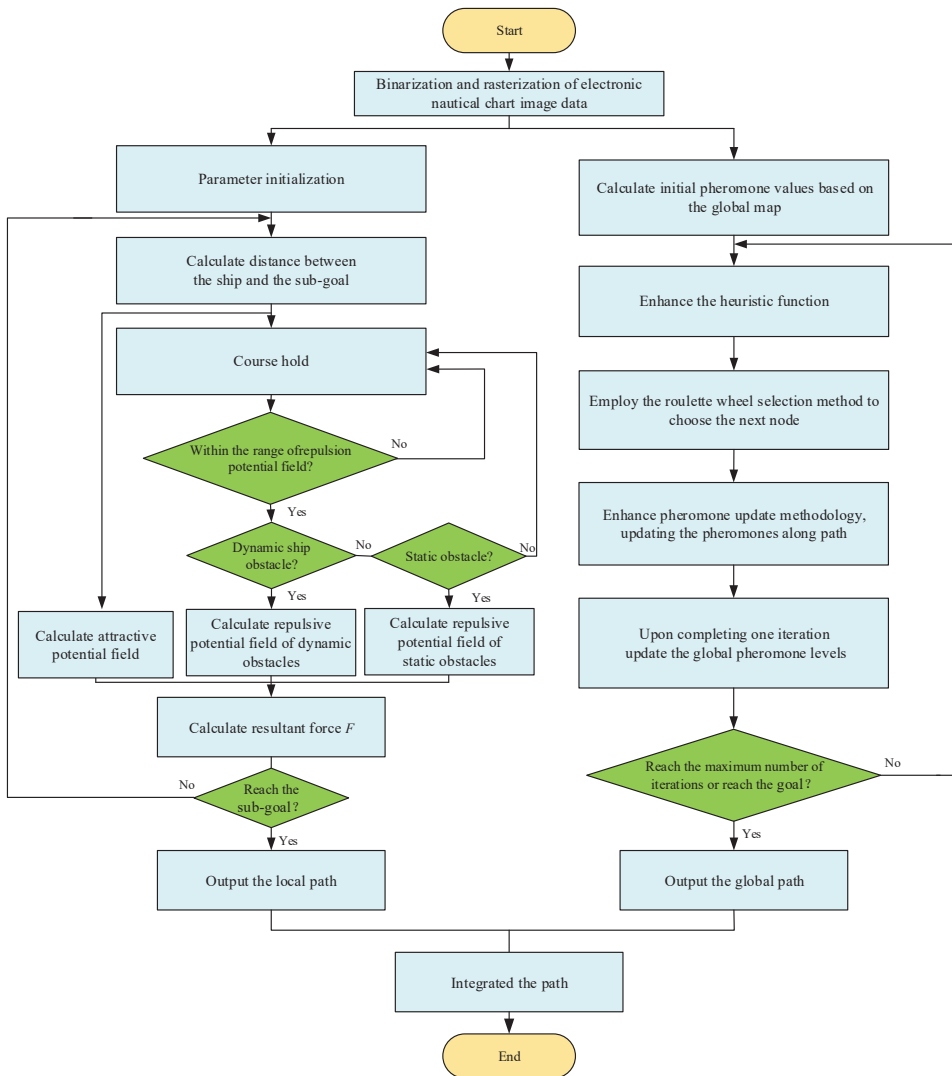 Start
Binarization and rasterization of electronic
nautical chart image data
Parameter initialization
Calculate initial pheromone values based on
the global map
Calculate distance between
the ship and the sub-goal
Enhance the heuristic function
Course hold
Employ the roulette wheel selection method to
choose the next node
Within the range ofrepulsion
potential field?
No
Yes
Enhance pheromone update methodology,
updating the pheromones along path
Dynamic ship
obstacle?
No
Static obstacle?
No
Yes
Yes
Calculate attractive
potential field
Calculate repulsive
potential field of dynamic
obstacles
Calculate repulsive
potential field of
static obstacles
Upon completing one iteration
update the global pheromone levels
Calculate resultant force F
Reach the maximum number of
iterations or reach the goal?
No
No
Reach the
sub-goal?
Yes
Yes
Output the local path
Output the global path
Integrated the path
End